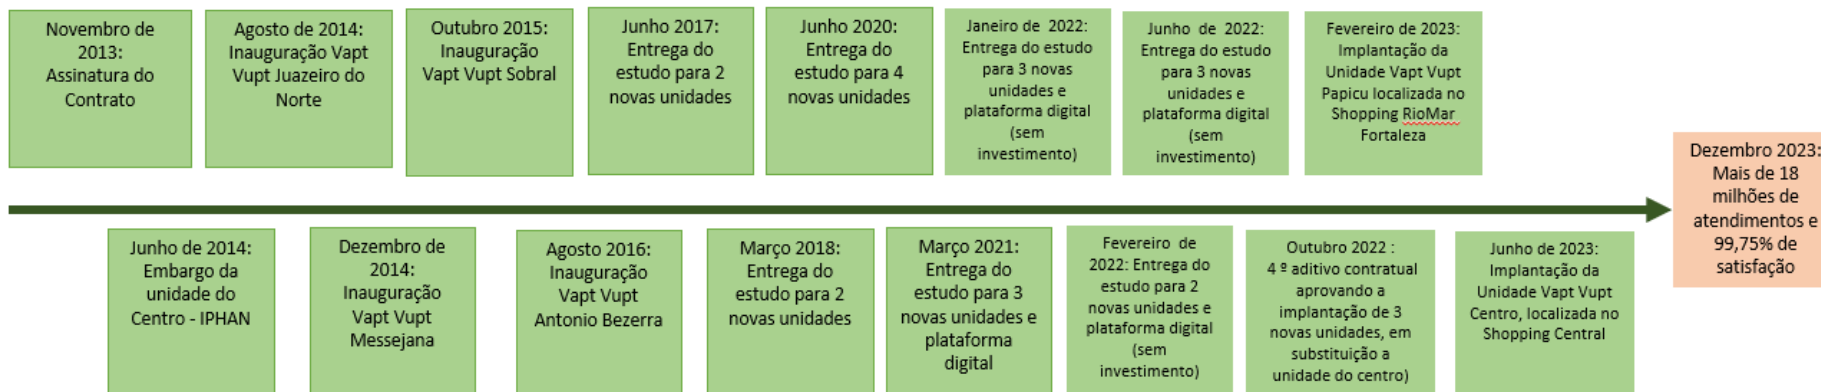 Novembro de
2013:
Assinatura do
Contrato
Agosto de 2014:
Inauguração Vapt
Vupt Juazeiro do
Norte
Outubro 2015:
Inauguração
Vapt Vupt Sobral
Junho 2017:
Entrega do
estudo para 2
novas unidades
Junho 2020:
Entrega do
estudo para 4
novas unidades
Janeiro de 2022:
Entrega do estudo
para 3 novas
unidades e
plataforma digital
(sem
investimento)
Junho de 2022:
Entrega do estudo
para 3 novas
unidades e
plataforma digital
(sem
investimento)
Fevereiro de 2023:
Implantação da
Unidade Vapt Vupt
Papicu localizada no
Shopping RioMar
Fortaleza
Dezembro 2023:
Mais de 18
milhões de
atendimentos e
99,75% de
satisfação
Junho de 2014:
Embargo da
unidade do
Centro - IPHAN
Dezembro de
2014:
Inauguração
Vapt Vupt
Messejana
Agosto 2016:
Inauguração
Vapt Vupt
Antonio Bezerra
Março 2018:
Entrega do
estudo para 2
novas unidades
Março 2021:
Entrega do
estudo para 3
novas unidades e
plataforma
digital
Fevereiro de
2022: Entrega do
estudo para 2
novas unidades e
plataforma digital
(sem
investimento)
Outubro 2022 :
4 º aditivo contratual
aprovando a
implantação de 3
novas unidades, em
substituição a
unidade do centro)
Junho de 2023:
Implantação da
Unidade Vapt Vupt
Centro, localizada no
Shopping Central